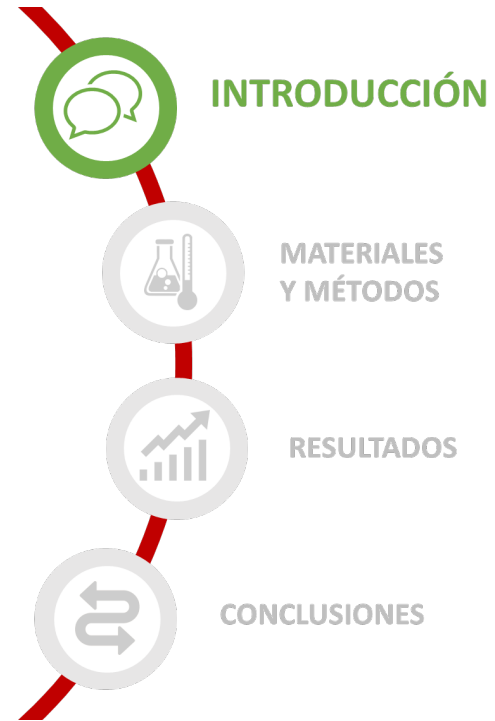 INTRODUCCIÓN
MATERIALES
Y MÉTODOS
RESULTADOS
CONCLUSIONES